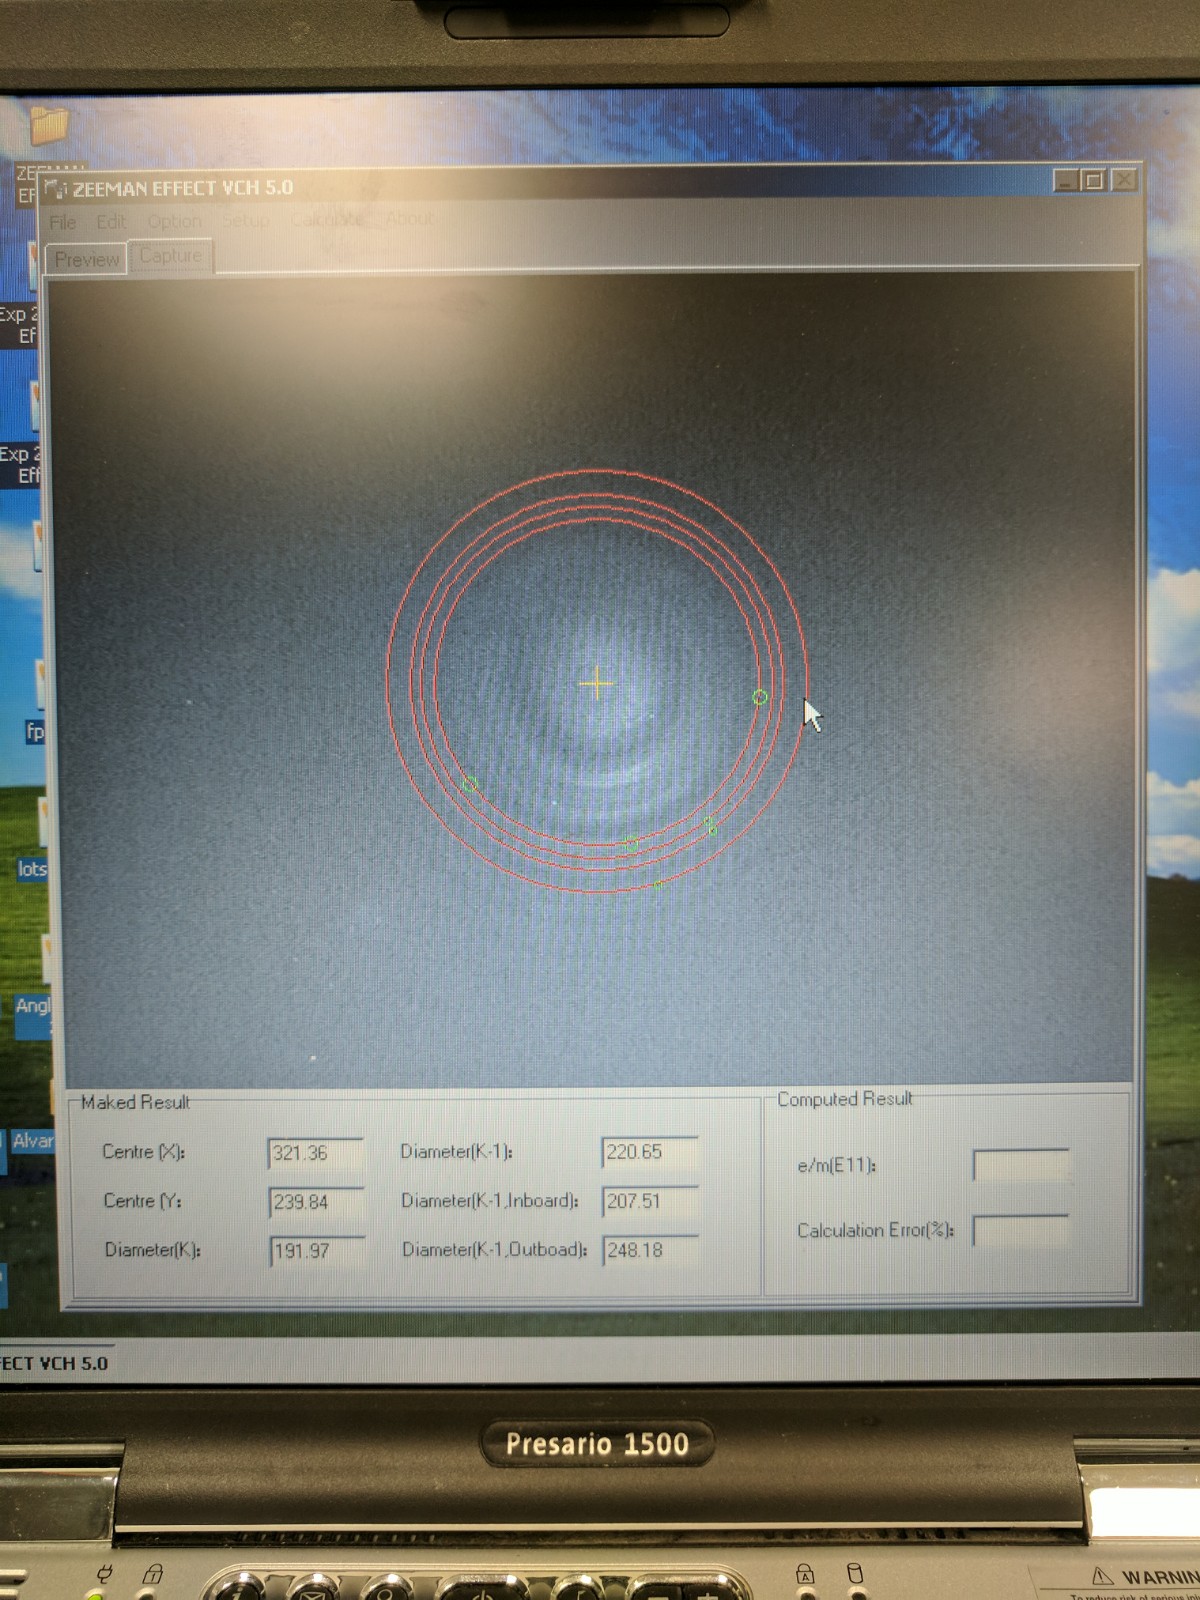 ZEEMAN EFFECT VCH 5.0
File Edit Option Setup Calculate About
Preview Capture
Exp 2
Ef
Exp 2
Eff
fp
lots
Angl
Alvar
Maked Result
Computed Result
Centre (X): 321.36 Diameter(K-1): 220.65
e/m(E11):
Centre (Y: 239.84 Diameter(K-1,Inboard): 207.51
Calculation Error(%):
Diameter(K): 191.97 Diameter(K-1,Outboad): 248.18
FECT VCH 5.0
Presario 1500
WARNIN